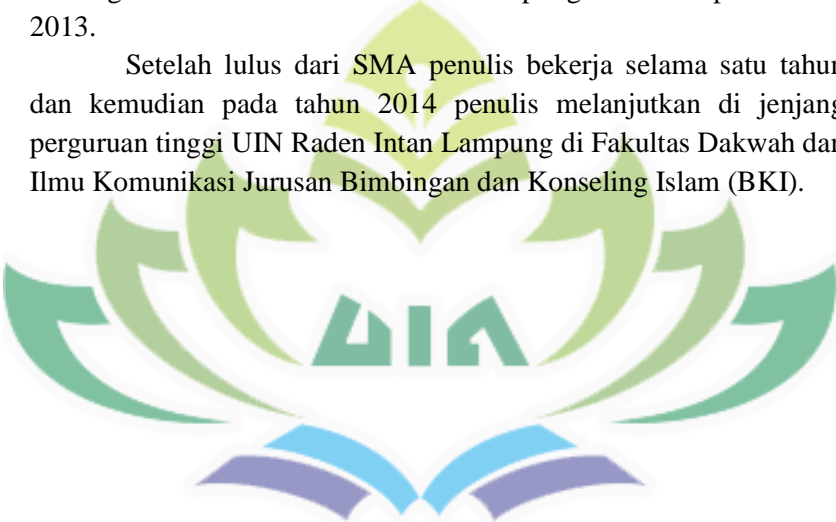 2013.
Setelah lulus dari SMA penulis bekerja selama satu tahun
dan kemudian pada tahun 2014 penulis melanjutkan di jenjang
perguruan tinggi UIN Raden Intan Lampung di Fakultas Dakwah dan
Ilmu Komunikasi Jurusan Bimbingan dan Konseling Islam (BKI).
UIN